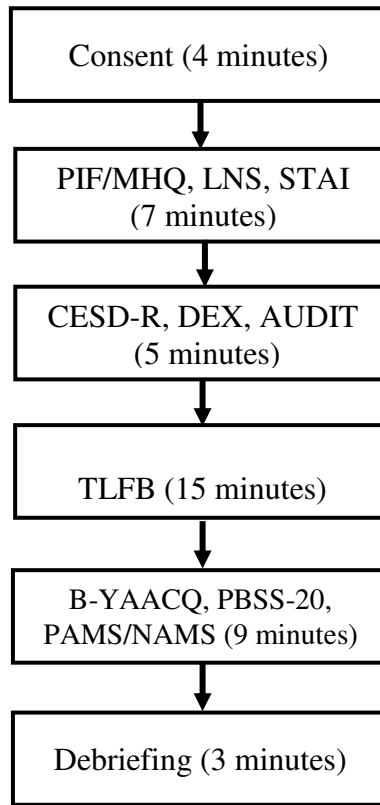 Consent (4 minutes)
PIF/MHQ, LNS, STAI
(7 minutes)
CESD-R, DEX, AUDIT
(5 minutes)
TLFB (15 minutes)
B-YAACQ, PBSS-20,
PAMS/NAMS (9 minutes)
Debriefing (3 minutes)